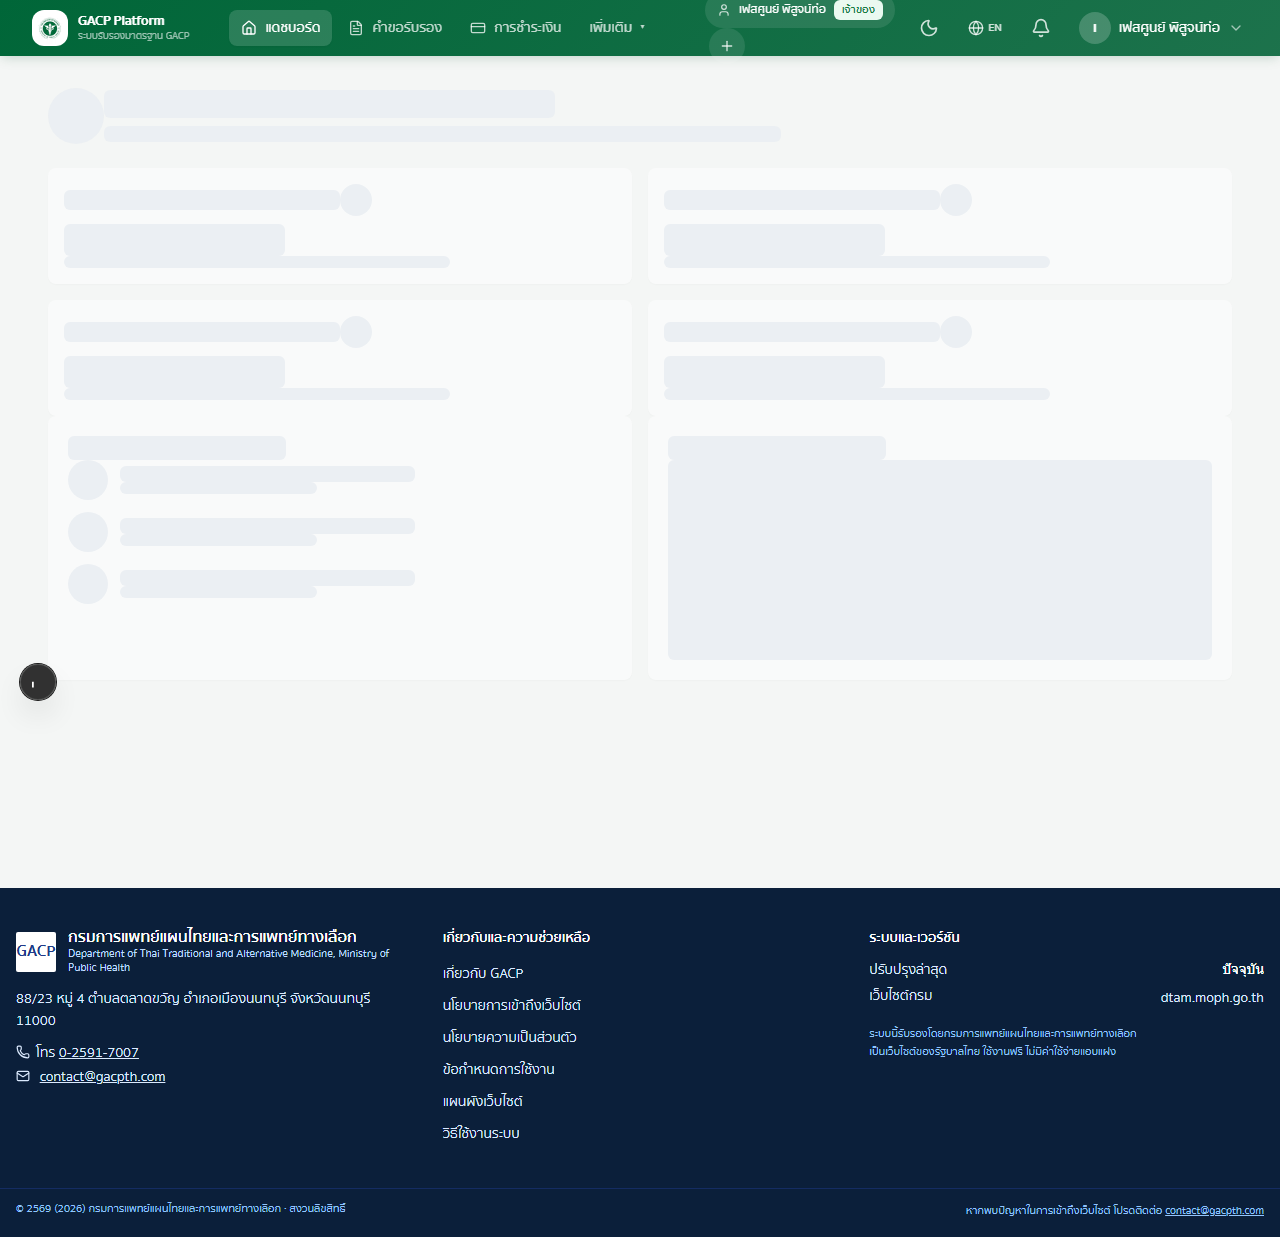 GACP Platform
ระบบรับรองมาตรฐาน GACP
แดชบอร์ด
คำขอรับรอง
การชำระเงิน
เพิ่มเติม
เฟสศูนย์ พิสูจน์ท่อ
เจ้าของ
EN
เฟสศูนย์ พิสูจน์ท่อ
GACP
กรมการแพทย์แผนไทยและการแพทย์ทางเลือก
Department of Thai Traditional and Alternative Medicine, Ministry of
Public Health
88/23 หมู่ 4 ตำบลตลาดขวัญ อำเภอเมืองนนทบุรี จังหวัดนนทบุรี
11000
โทร 0-2591-7007
contact@gacpth.com
เกี่ยวกับและความช่วยเหลือ
เกี่ยวกับ GACP
นโยบายการเข้าถึงเว็บไซต์
นโยบายความเป็นส่วนตัว
ข้อกำหนดการใช้งาน
แผนผังเว็บไซต์
วิธีใช้งานระบบ
ระบบและเวอร์ชัน
ปรับปรุงล่าสุด ปัจจุบัน
เว็บไซต์กรม dtam.moph.go.th
ระบบนี้รับรองโดยกรมการแพทย์แผนไทยและการแพทย์ทางเลือก
เป็นเว็บไซต์ของรัฐบาลไทย ใช้งานฟรี ไม่มีค่าใช้จ่ายแอบแฝง
© 2569 (2026) กรมการแพทย์แผนไทยและการแพทย์ทางเลือก · สงวนลิขสิทธิ์
หากพบปัญหาในการเข้าถึงเว็บไซต์ โปรดติดต่อ contact@gacpth.com